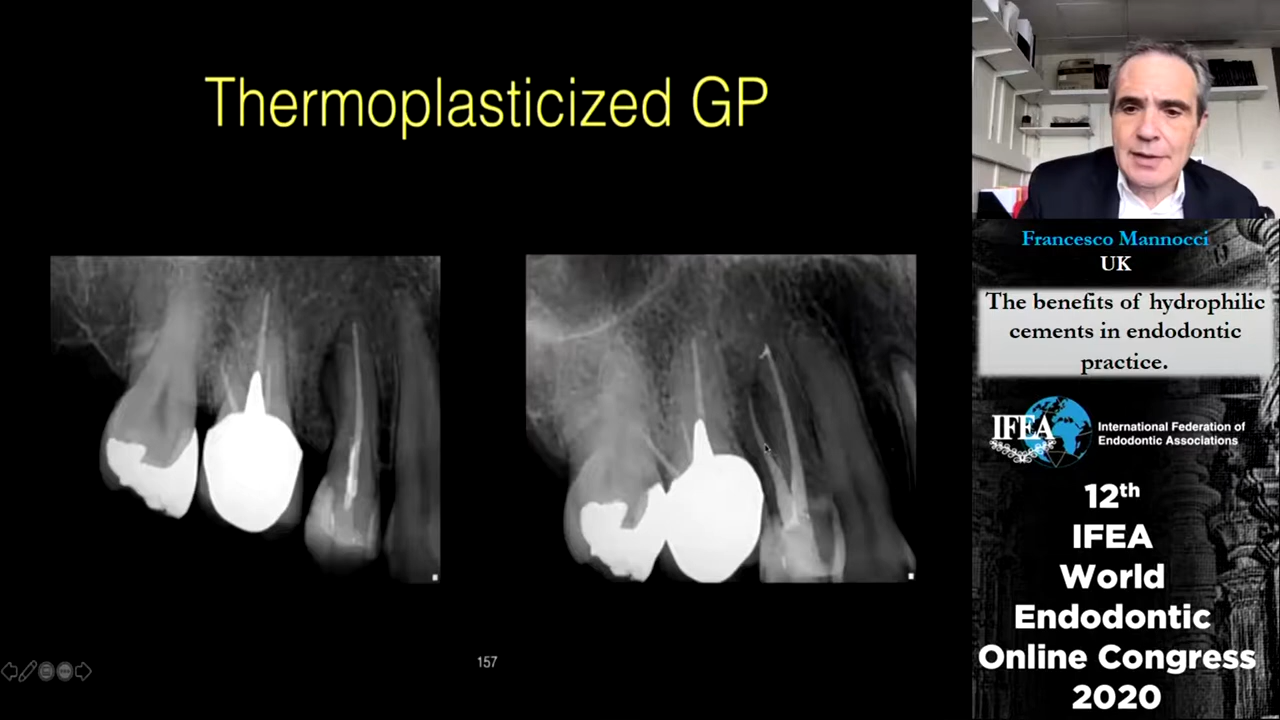 Thermoplasticized GP
157
Francesco Mannocci
UK
The benefits of hydrophilic
cements in endodontic
practice.
IFEA
International Federation of
Endodontic Associations
12th
IFEA
World
Endodontic
Online Congress
2020